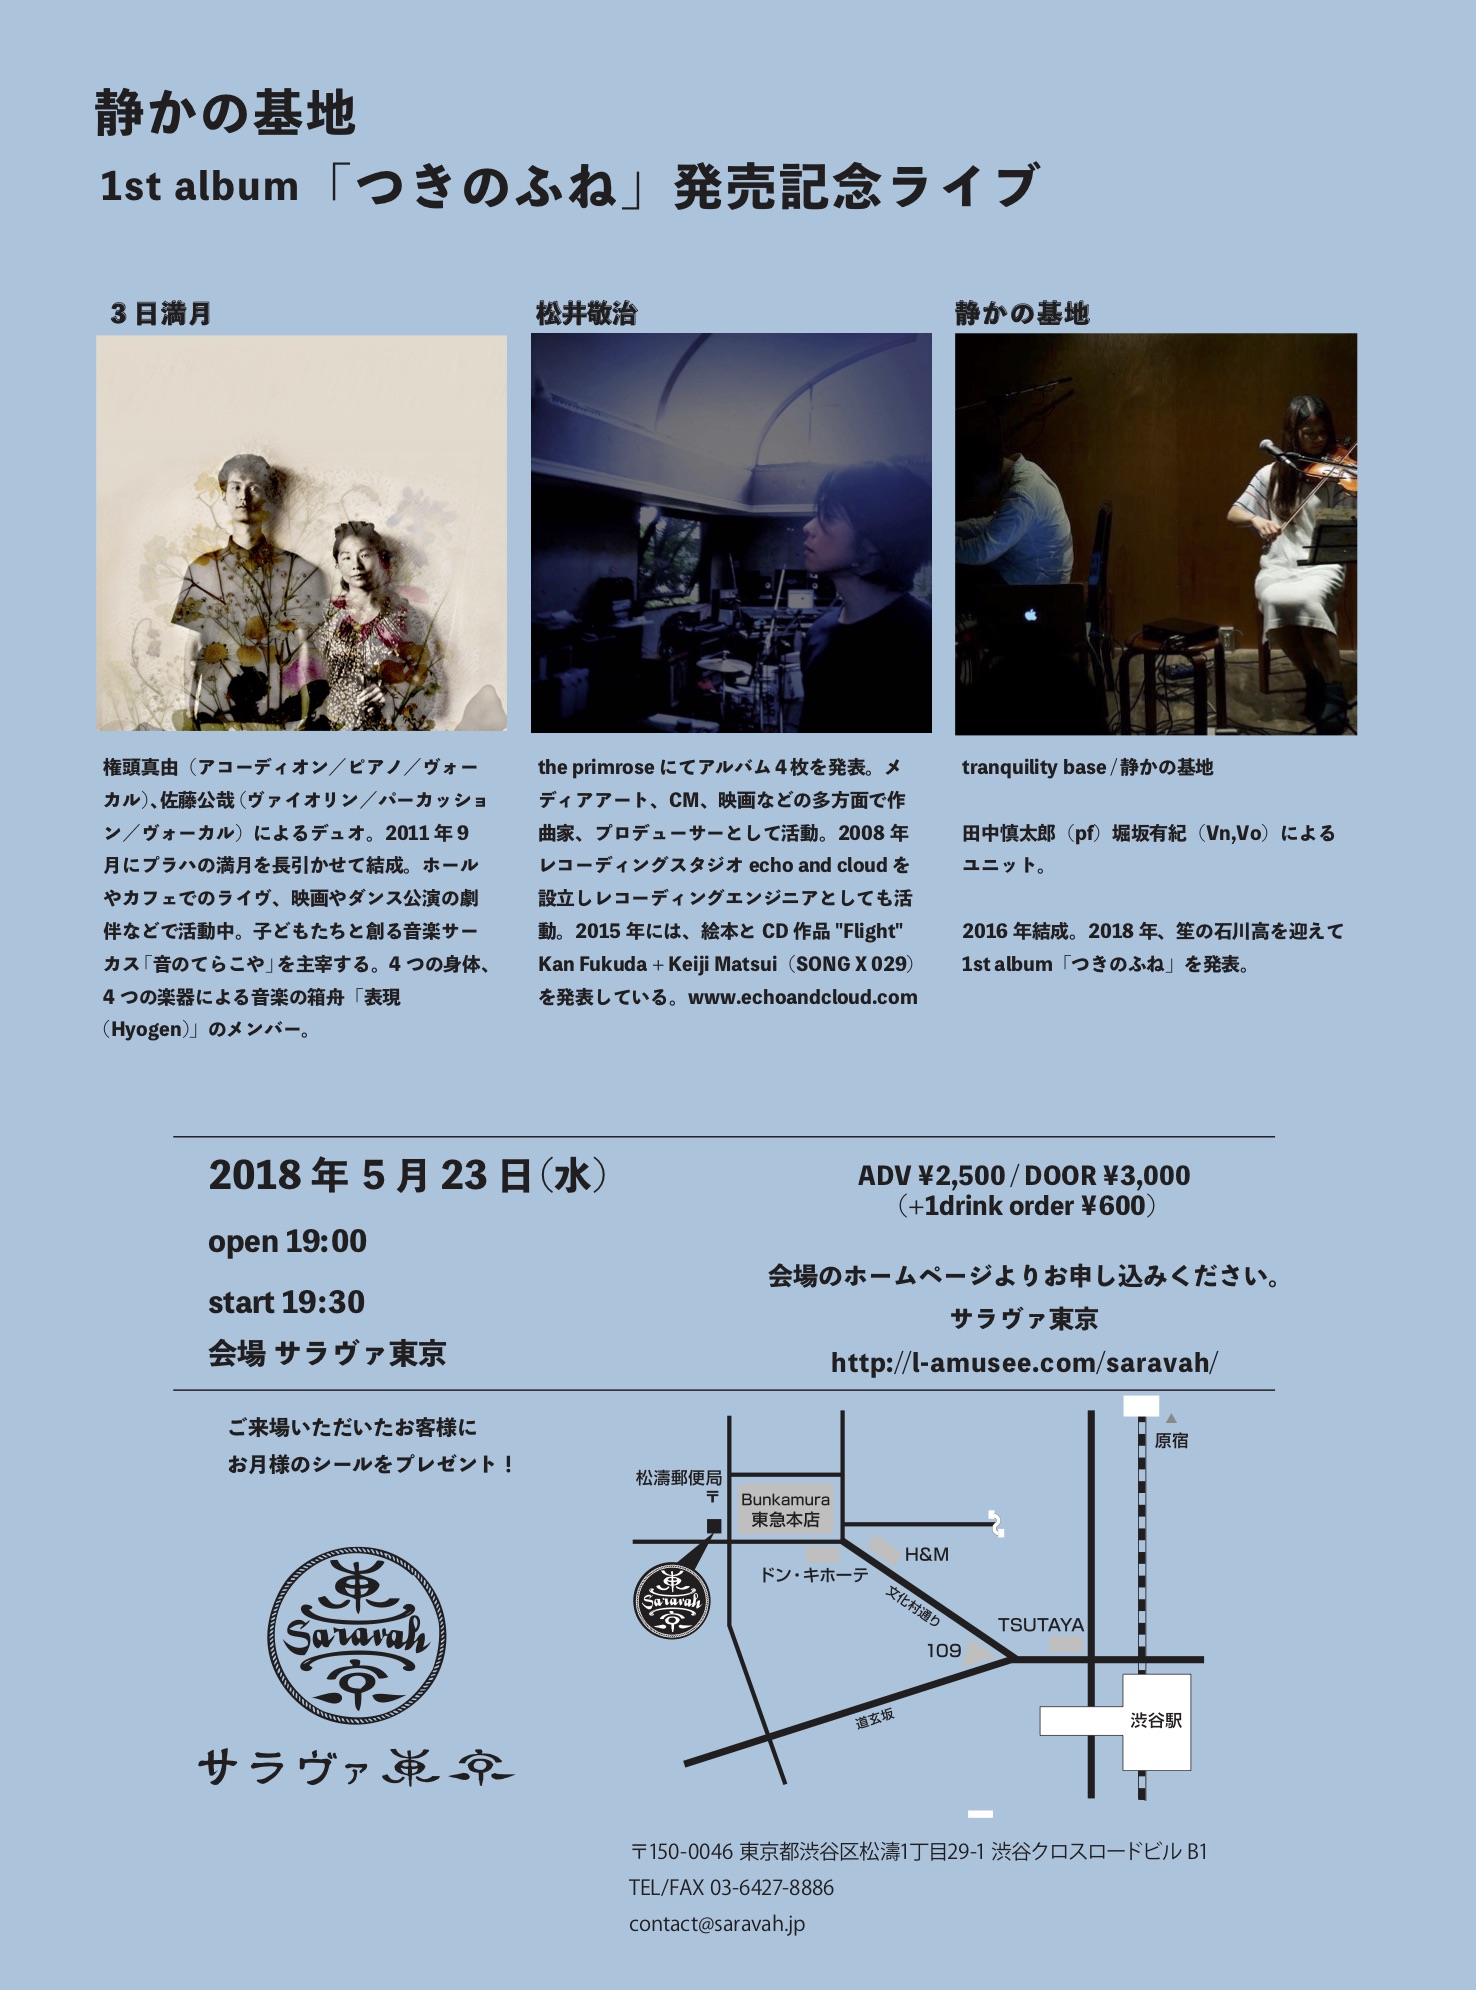 静かの基地
1st album「つきのふね」発売記念ライブ
3日満月
権頭真由（アコーディオン／ピアノ／ヴォー
カル）、佐藤公哉（ヴァイオリン／パーカッショ
ン／ヴォーカル）によるデュオ。2011年9
月にプラハの満月を長引かせて結成。ホール
やカフェでのライヴ、映画やダンス公演の劇
伴などで活動中。子どもたちと創る音楽サー
カス「音のてらこや」を主宰する。4つの身体、
4つの楽器による音楽の箱舟「表現
（Hyogen）」のメンバー。
松井敬治
the primrose にてアルバム4枚を発表。メ
ディアアート、CM、映画などの多方面で作
曲家、プロデューサーとして活動。2008年
レコーディングスタジオ echo and cloud を
設立しレコーディングエンジニアとしても活
動。2015年には、絵本と CD 作品 "Flight"
Kan Fukuda + Keiji Matsui（SONG X 029）
を発表している。www.echoandcloud.com
静かの基地
tranquility base / 静かの基地
田中慎太郎（pf）堀坂有紀（Vn,Vo）による
ユニット。
2016年結成。2018年、笙の石川高を迎えて
1st album「つきのふね」を発表。
2018年5月23日（水）
open 19:00
start 19:30
会場 サラヴァ東京
ADV ¥2,500 / DOOR ¥3,000
（+1drink order ¥600）
会場のホームページよりお申し込みください。
サラヴァ東京
http://l-amusee.com/saravah/
ご来場いただいたお客様に
お月様のシールをプレゼント！
東
Saravah
京
サラヴァ東京
▲
原宿
松濤郵便局
〒
Bunkamura
東急本店
東
Saravah
京
ドン・キホーテ
H&M
文化村通り
TSUTAYA
109
道玄坂
渋谷駅
〒150-0046 東京都渋谷区松濤1丁目29-1 渋谷クロスロードビル B1
TEL/FAX 03-6427-8886
contact@saravah.jp